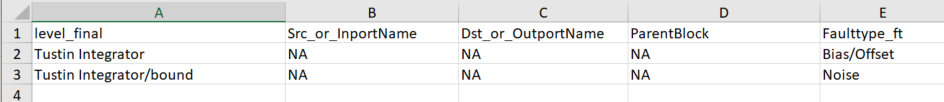 A B C D E
1 level_final Src_or_InportName Dst_or_OutportName ParentBlock Faulttype_ft
2 Tustin Integrator NA NA NA Bias/Offset
3 Tustin Integrator/bound NA NA NA Noise
4